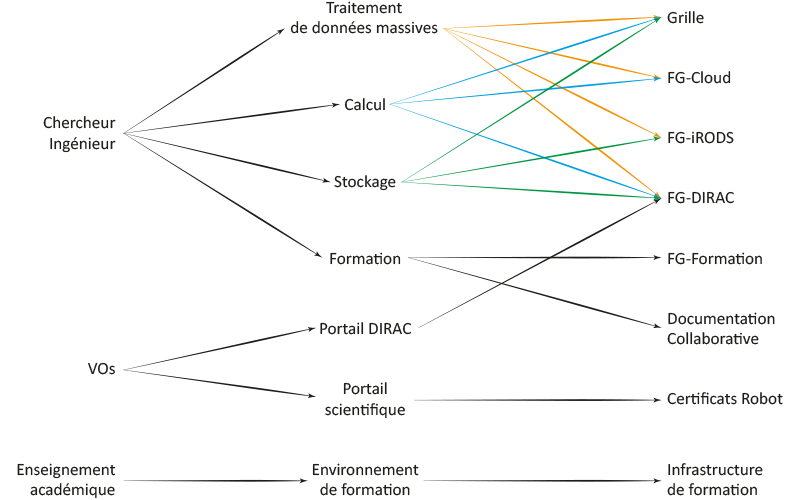 Traitement
de données massives
Grille
FG-Cloud
Calcul
Chercheur
Ingénieur
FG-iRODS
Stockage
FG-DIRAC
Formation
FG-Formation
Portail DIRAC
Documentation
Collaborative
VOs
Portail
scientifique
Certificats Robot
Enseignement
académique
Environnement
de formation
Infrastructure
de formation